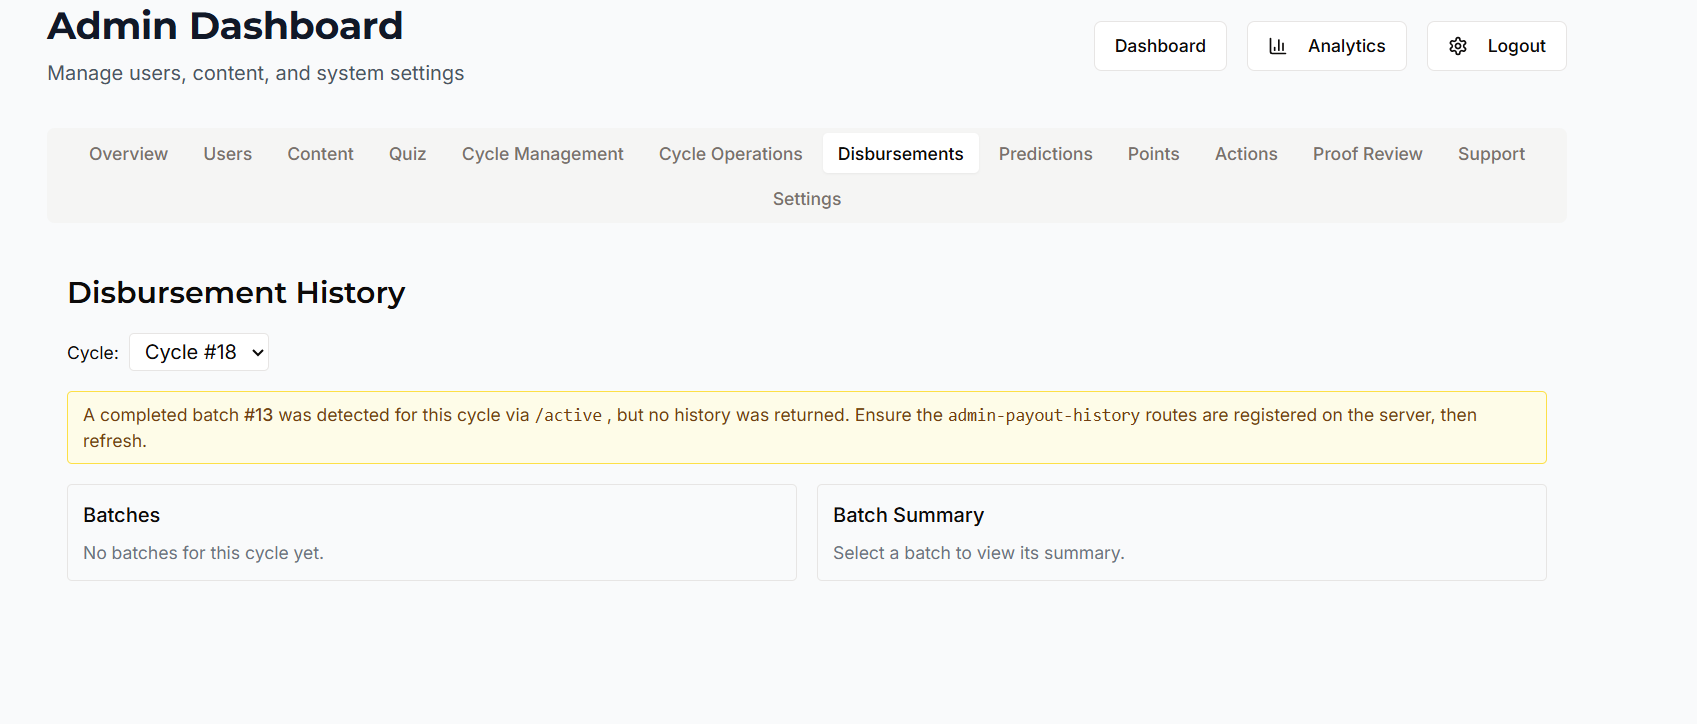 Admin Dashboard
Manage users, content, and system settings
Dashboard
Analytics
Logout
Overview Users Content Quiz Cycle Management Cycle Operations Disbursements Predictions Points Actions Proof Review Support
Settings
Disbursement History
Cycle: Cycle #18
A completed batch #13 was detected for this cycle via /active , but no history was returned. Ensure the admin-payout-history routes are registered on the server, then
refresh.
Batches
No batches for this cycle yet.
Batch Summary
Select a batch to view its summary.